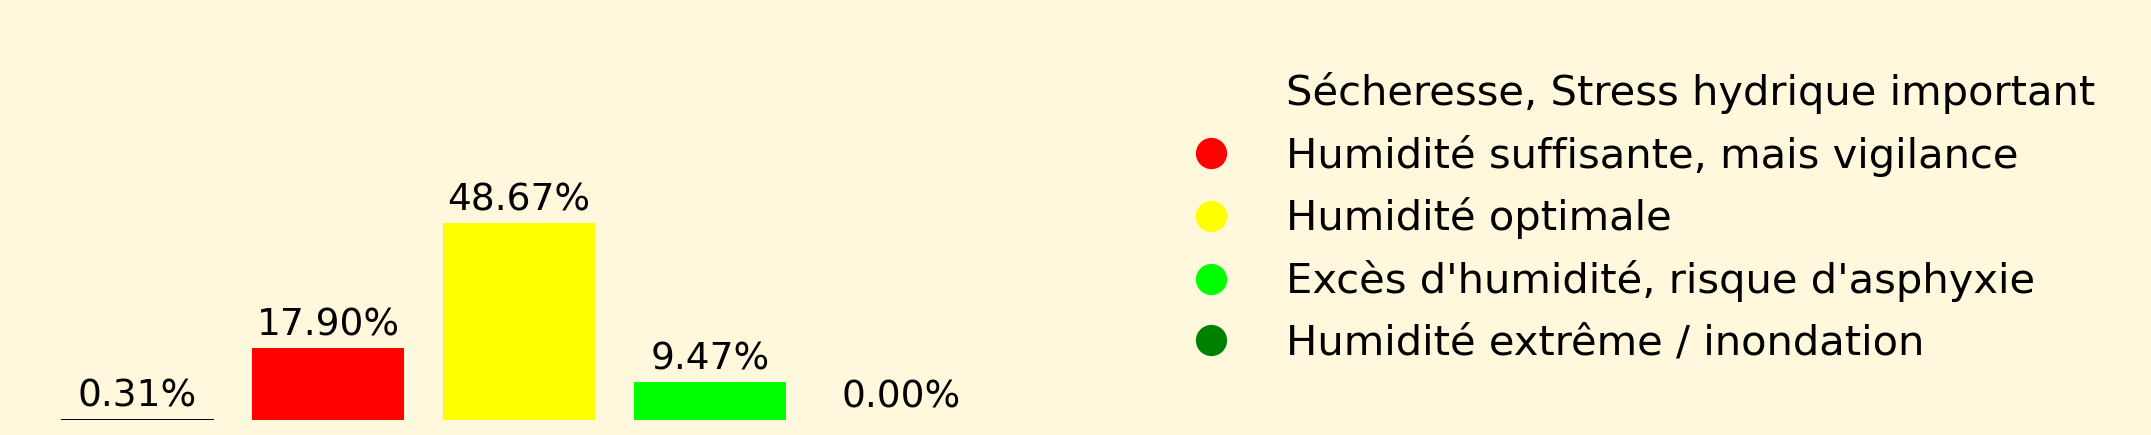 0.31%
17.90%
48.67%
9.47%
0.00%
Sécheresse, Stress hydrique important
Humidité suffisante, mais vigilance
Humidité optimale
Excès d'humidité, risque d'asphyxie
Humidité extrême / inondation